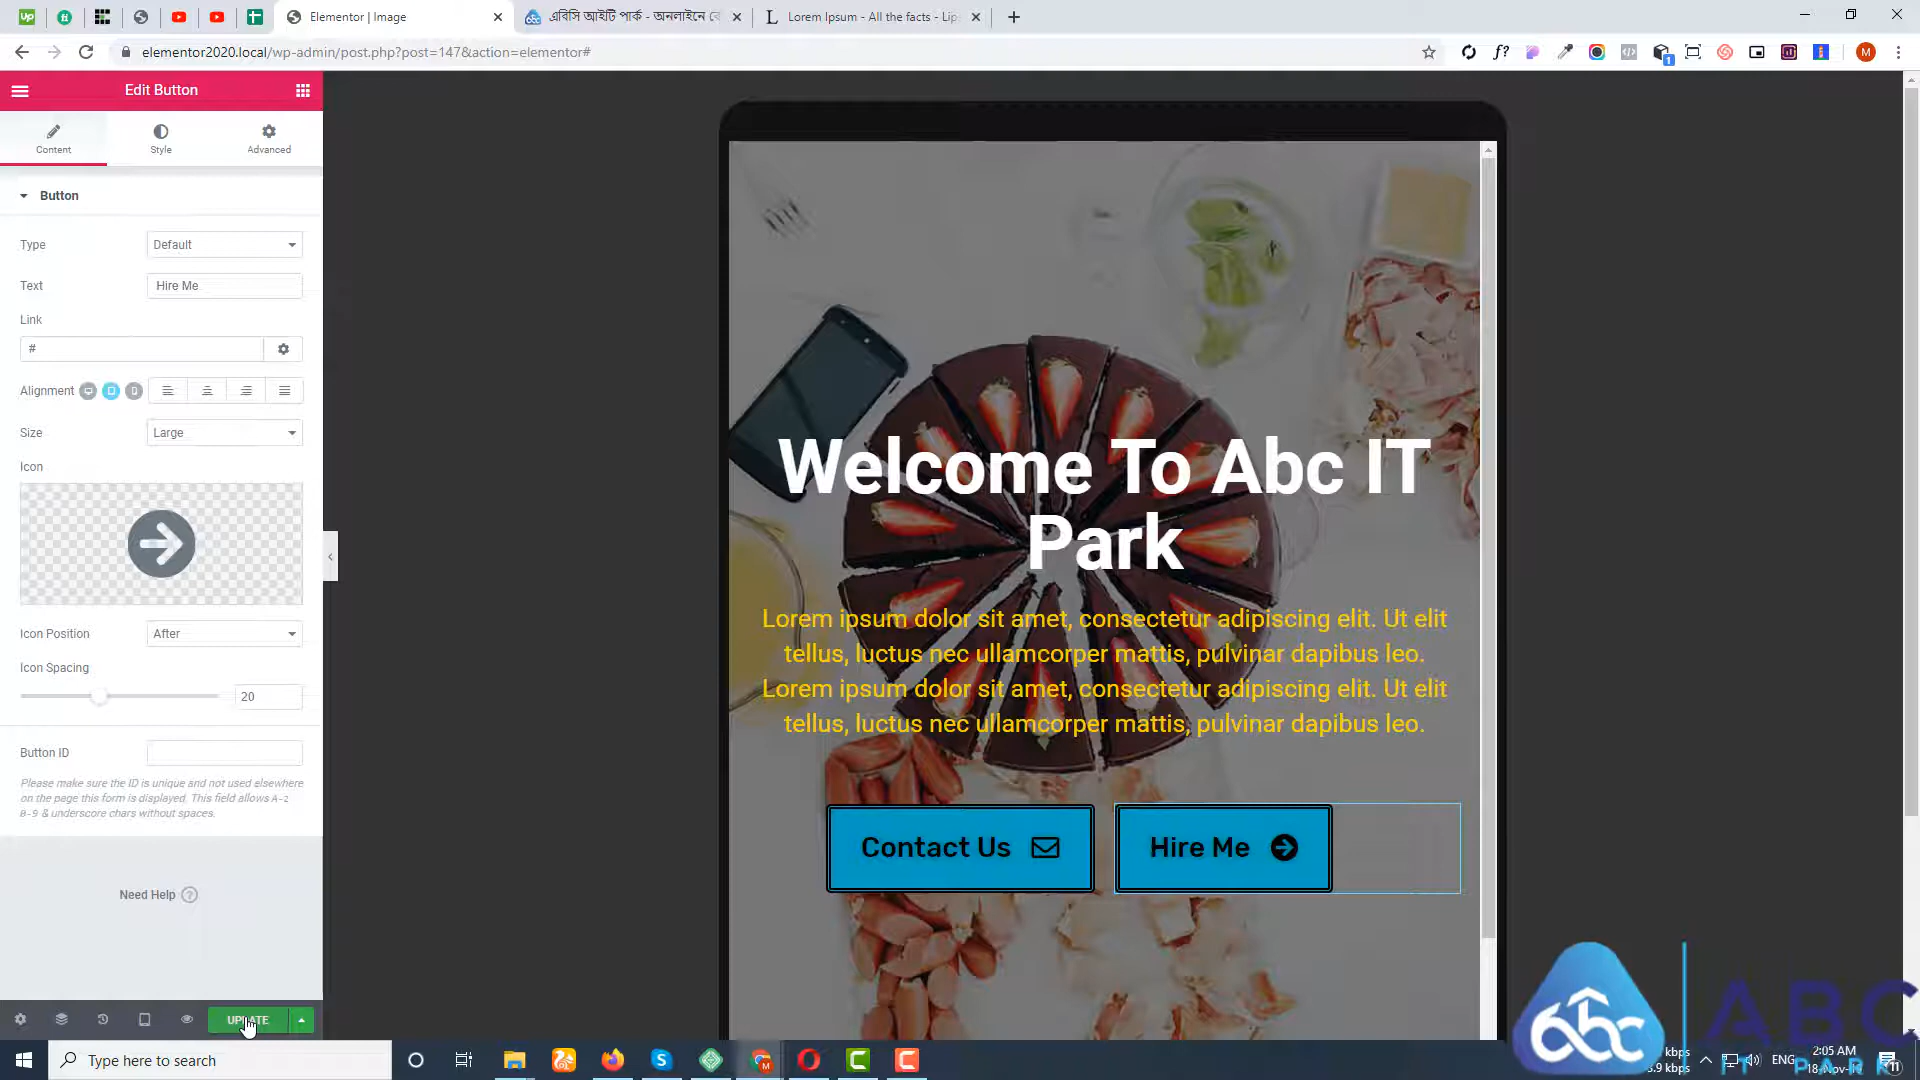 Elementor | Image
এবিসি আইটি পার্ক - অনলাইনে বে
Lorem Ipsum - All the facts - Lip
elementor2020.local/wp-admin/post.php?post=147&action=elementor#
Edit Button
Content
Style
Advanced
Button
Type
Default
Text
Hire Me
Link
#
Alignment
Size
Large
Icon
Icon Position
After
Icon Spacing
20
Button ID
Please make sure the ID is unique and not used elsewhere
on the page this form is displayed. This field allows A-z
0-9 & underscore chars without spaces.
Need Help
UPDATE
Welcome To Abc IT
Park
Lorem ipsum dolor sit amet, consectetur adipiscing elit. Ut elit
tellus, luctus nec ullamcorper mattis, pulvinar dapibus leo.
Lorem ipsum dolor sit amet, consectetur adipiscing elit. Ut elit
tellus, luctus nec ullamcorper mattis, pulvinar dapibus leo.
Contact Us
Hire Me
abc
ABC
IT PARK
Type here to search
ENG
2:05 AM